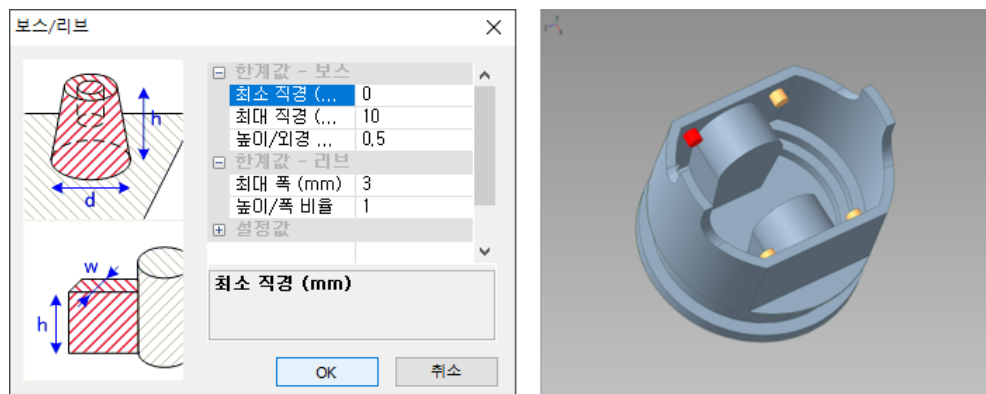 보스/리브
한계값 - 보스
최소 직경 (... 0
최대 직경 (... 10
높이/외경 ... 0,5
한계값 - 리브
최대 폭 (mm) 3
높이/폭 비율 1
설정값
h
d
w
h
최소 직경 (mm)
OK 취소